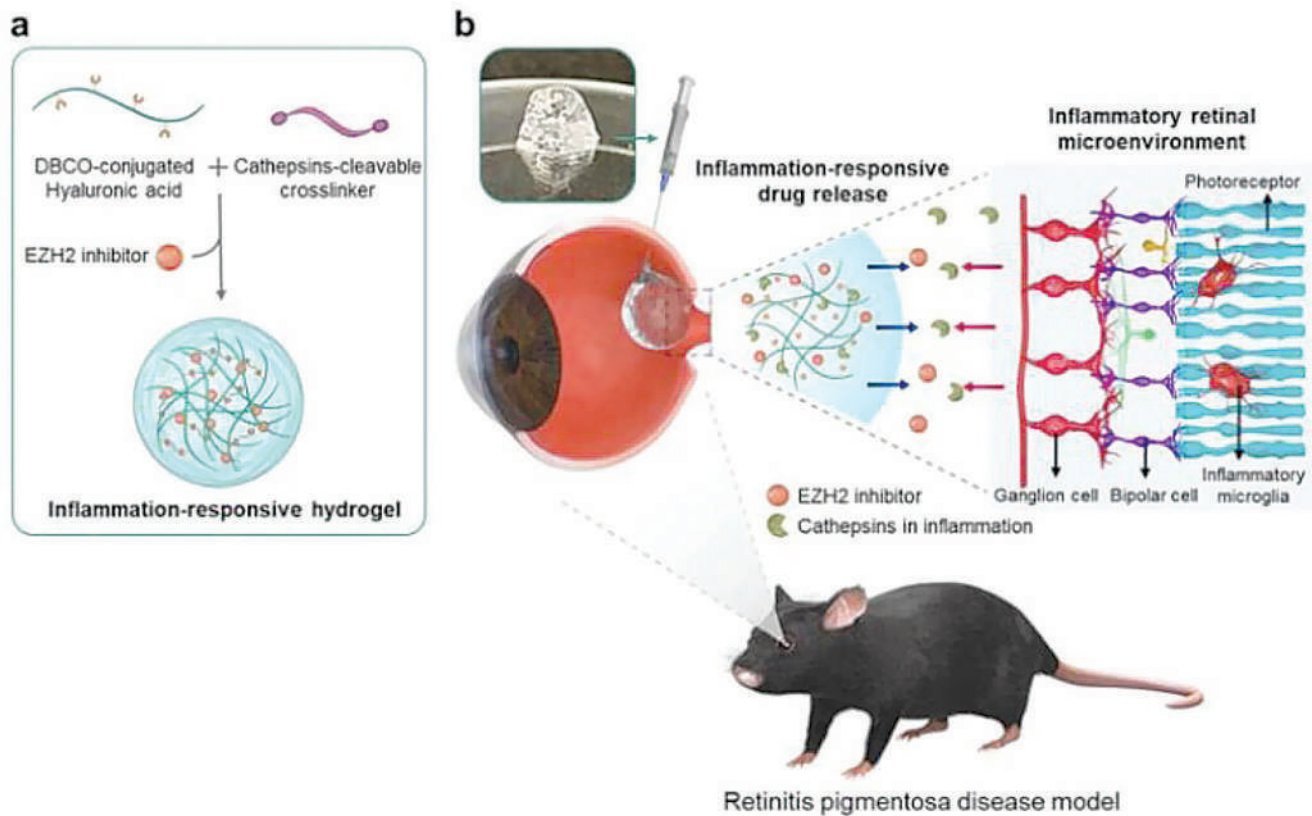 a
DBCO-conjugated
Hyaluronic acid
+
Cathepsins-cleavable
crosslinker
EZH2 inhibitor
Inflammation-responsive hydrogel
b
Inflammation-responsive
drug release
Inflammatory retinal
microenvironment
Photoreceptor
Ganglion cell
Bipolar cell
Inflammatory
microglia
EZH2 inhibitor
Cathepsins in inflammation
Retinitis pigmentosa disease model